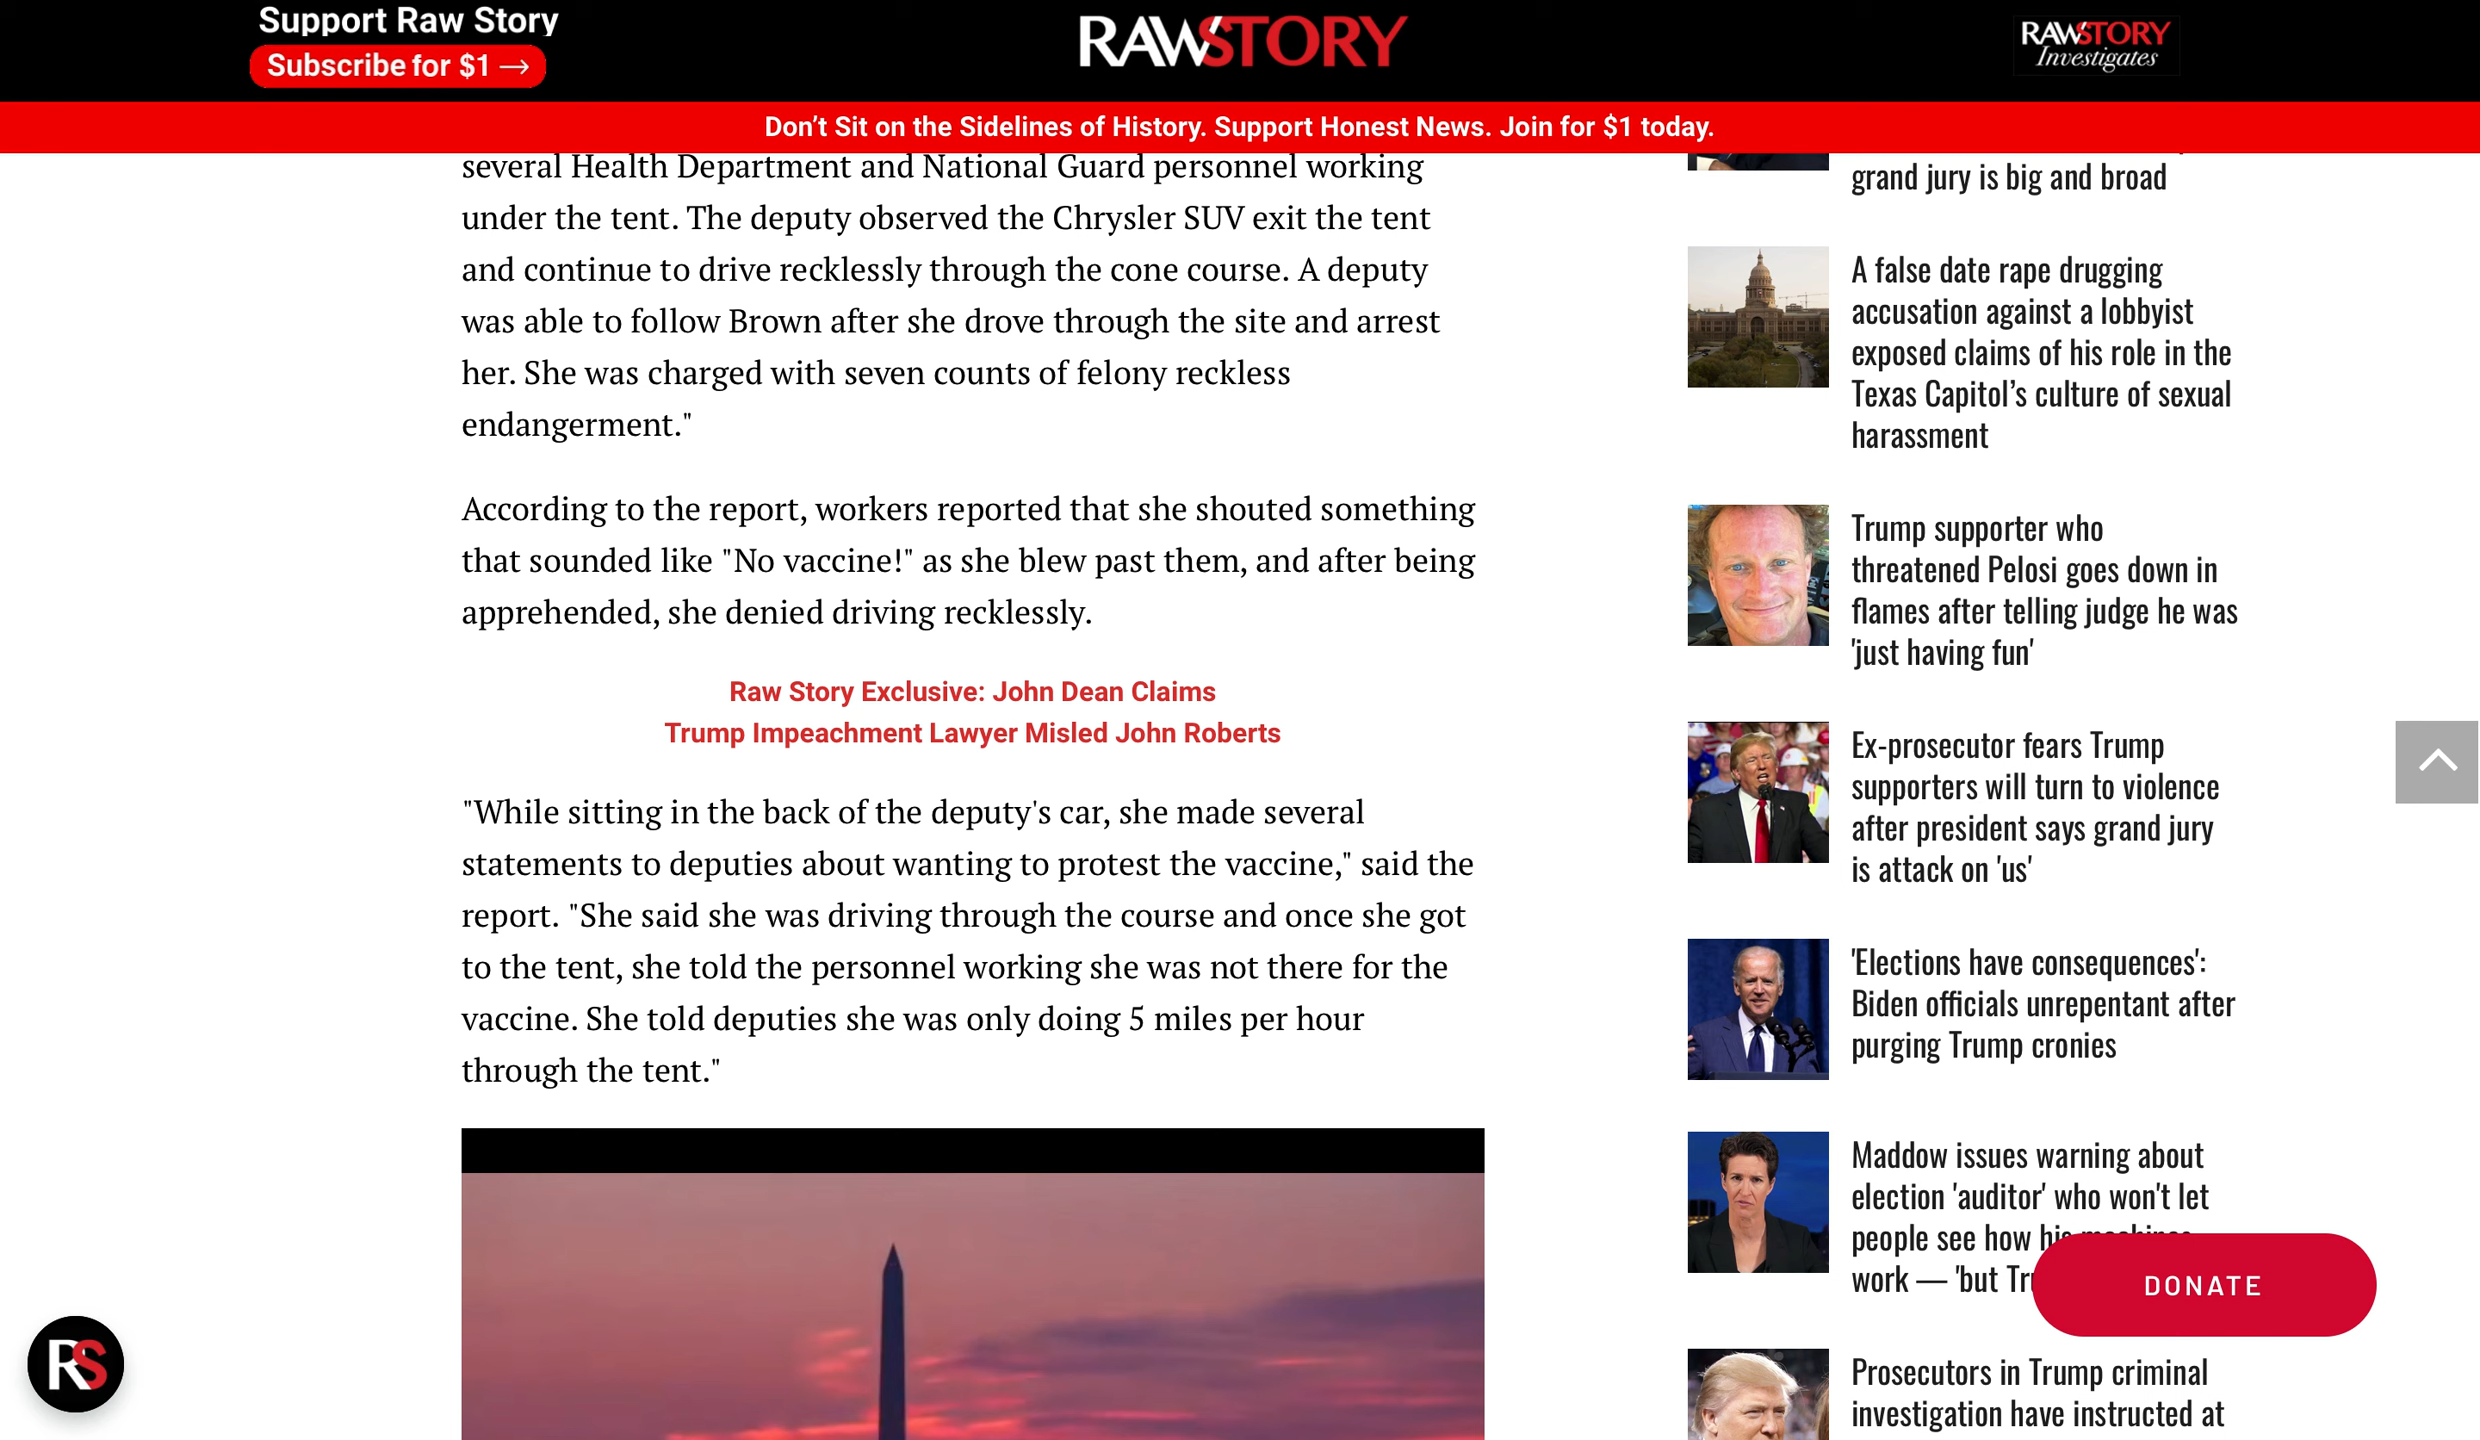 Support Raw Story
Subscribe for $1 →
RAWSTORY
RAWSTORY
Investigates
Don’t Sit on the Sidelines of History. Support Honest News. Join for $1 today.
several Health Department and National Guard personnel working
under the tent. The deputy observed the Chrysler SUV exit the tent
and continue to drive recklessly through the cone course. A deputy
was able to follow Brown after she drove through the site and arrest
her. She was charged with seven counts of felony reckless
endangerment."
According to the report, workers reported that she shouted something
that sounded like "No vaccine!" as she blew past them, and after being
apprehended, she denied driving recklessly.
Raw Story Exclusive: John Dean Claims
Trump Impeachment Lawyer Misled John Roberts
"While sitting in the back of the deputy's car, she made several
statements to deputies about wanting to protest the vaccine," said the
report. "She said she was driving through the course and once she got
to the tent, she told the personnel working she was not there for the
vaccine. She told deputies she was only doing 5 miles per hour
through the tent."
grand jury is big and broad
A false date rape drugging
accusation against a lobbyist
exposed claims of his role in the
Texas Capitol’s culture of sexual
harassment
Trump supporter who
threatened Pelosi goes down in
flames after telling judge he was
'just having fun'
Ex-prosecutor fears Trump
supporters will turn to violence
after president says grand jury
is attack on 'us'
'Elections have consequences':
Biden officials unrepentant after
purging Trump cronies
Maddow issues warning about
election 'auditor' who won't let
people see how his machines
work — 'but
DONATE
Prosecutors in Trump criminal
investigation have instructed at
RS